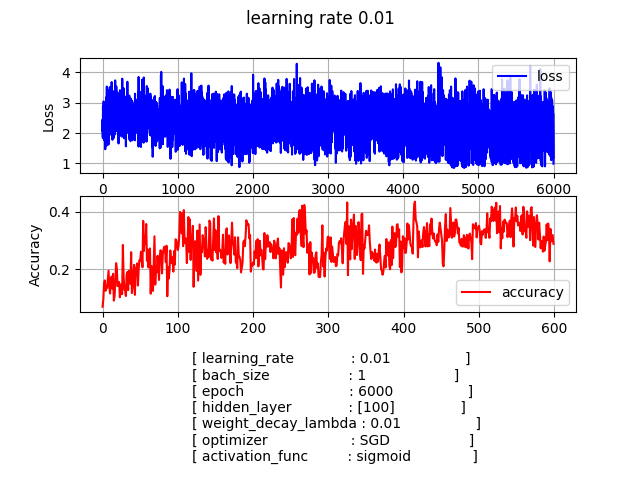 learning rate 0.01
4
3
2
1
Loss
loss
0 1000 2000 3000 4000 5000 6000
0.4
0.2
Accuracy
accuracy
0 100 200 300 400 500 600
[ learning_rate : 0.01 ]
[ bach_size : 1 ]
[ epoch : 6000 ]
[ hidden_layer : [100] ]
[ weight_decay_lambda : 0.01 ]
[ optimizer : SGD ]
[ activation_func : sigmoid ]